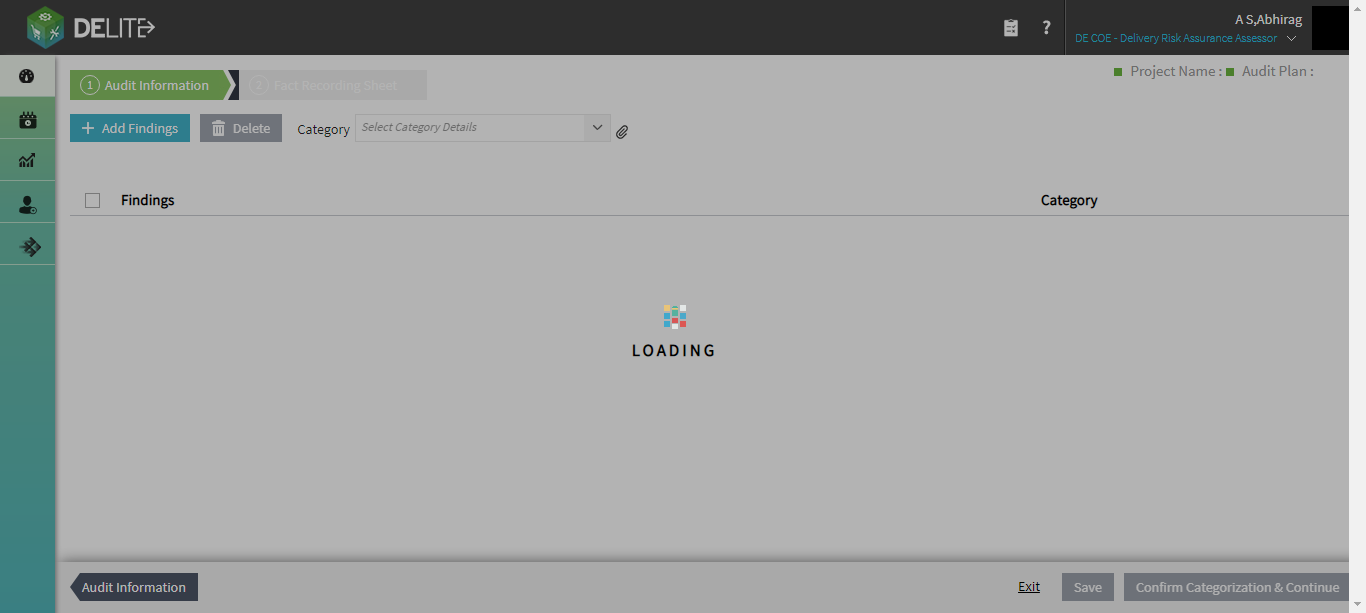 DELITE
?
A S,Abhirag
DE COE - Delivery Risk Assurance Assessor
1 Audit Information
2 Fact Recording Sheet
Project Name :
Audit Plan :
+ Add Findings
Delete
Category
Select Category Details
Findings
Category
LOADING
Audit Information
Exit
Save
Confirm Categorization & Continue